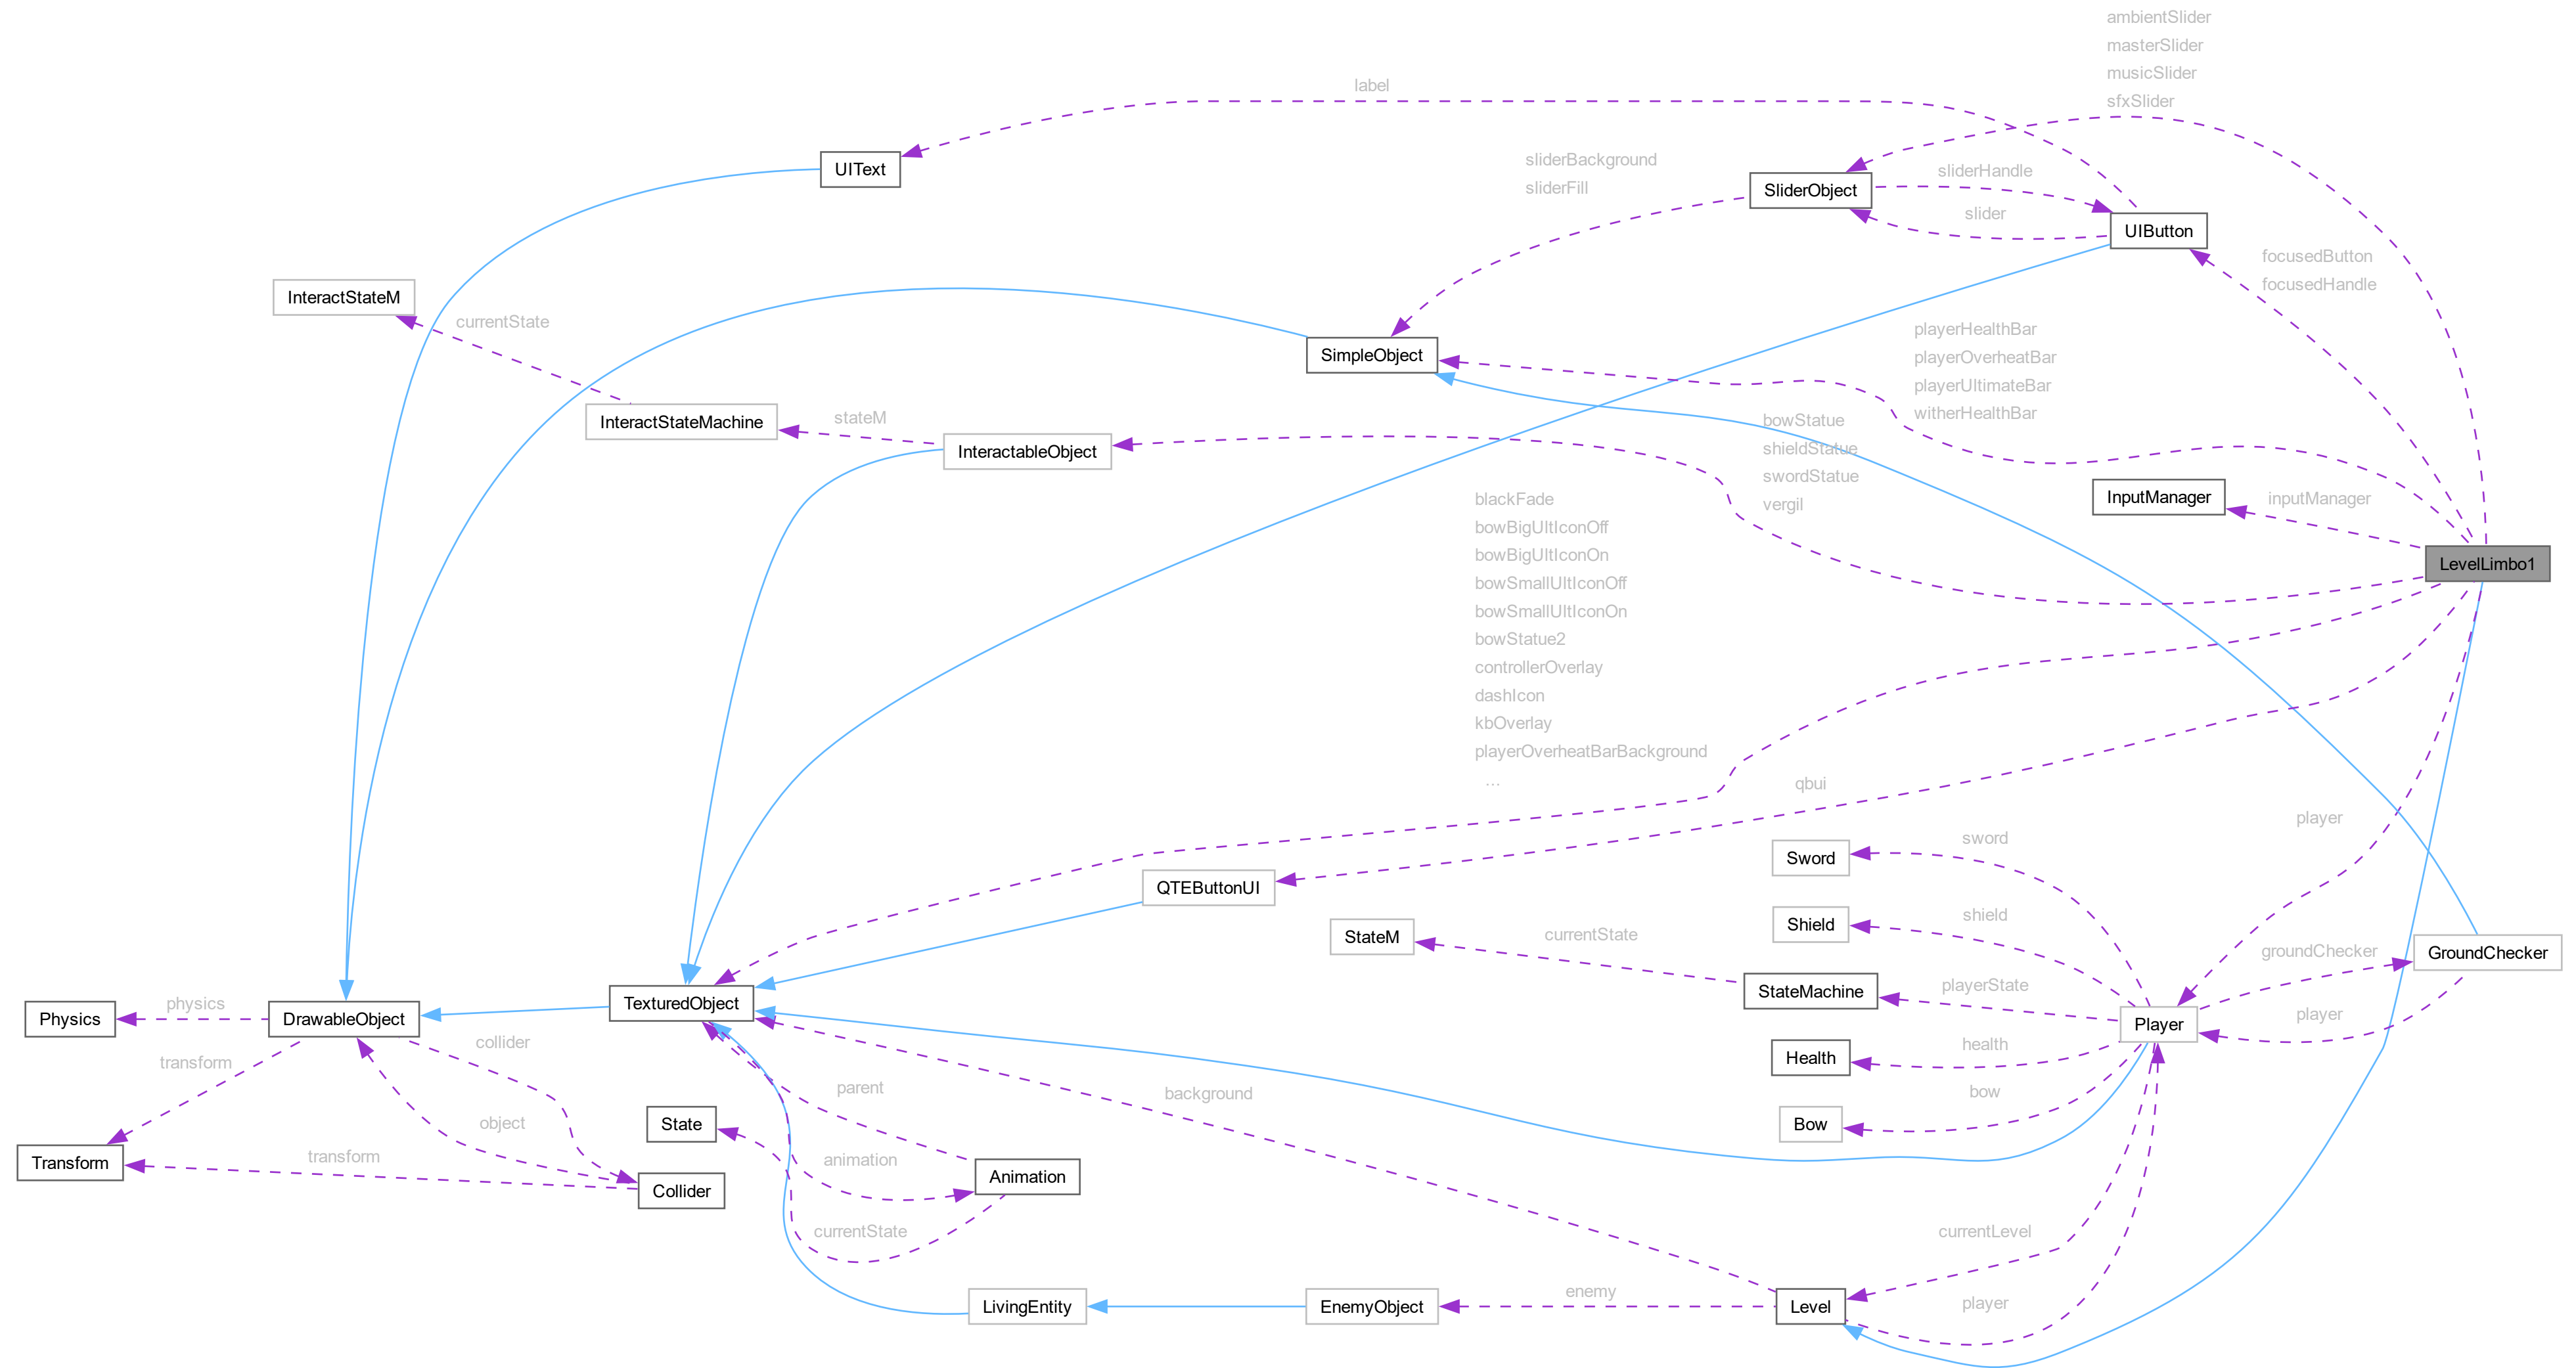 ambientSlider
masterSlider
musicSlider
sfxSlider
label
UIText
sliderBackground
sliderFill
SliderObject
sliderHandle
slider
UIButton
focusedButton
focusedHandle
InteractStateM
currentState
SimpleObject
playerHealthBar
playerOverheatBar
playerUltimateBar
witherHealthBar
InteractStateMachine
stateM
InteractableObject
bowStatue
shieldStatue
swordStatue
vergil
InputManager
inputManager
LevelLimbo1
blackFade
bowBigUltIconOff
bowBigUltIconOn
bowSmallUltIconOff
bowSmallUltIconOn
bowStatue2
controllerOverlay
dashIcon
kbOverlay
playerOverheatBarBackground
...
qbui
player
Sword
sword
QTEButtonUI
Shield
shield
StateM
currentState
groundChecker
GroundChecker
StateMachine
playerState
player
Player
Physics
physics
DrawableObject
TexturedObject
collider
transform
Health
health
parent
background
bow
Bow
State
object
Transform
transform
Collider
animation
Animation
currentState
currentLevel
LivingEntity
EnemyObject
enemy
Level
player